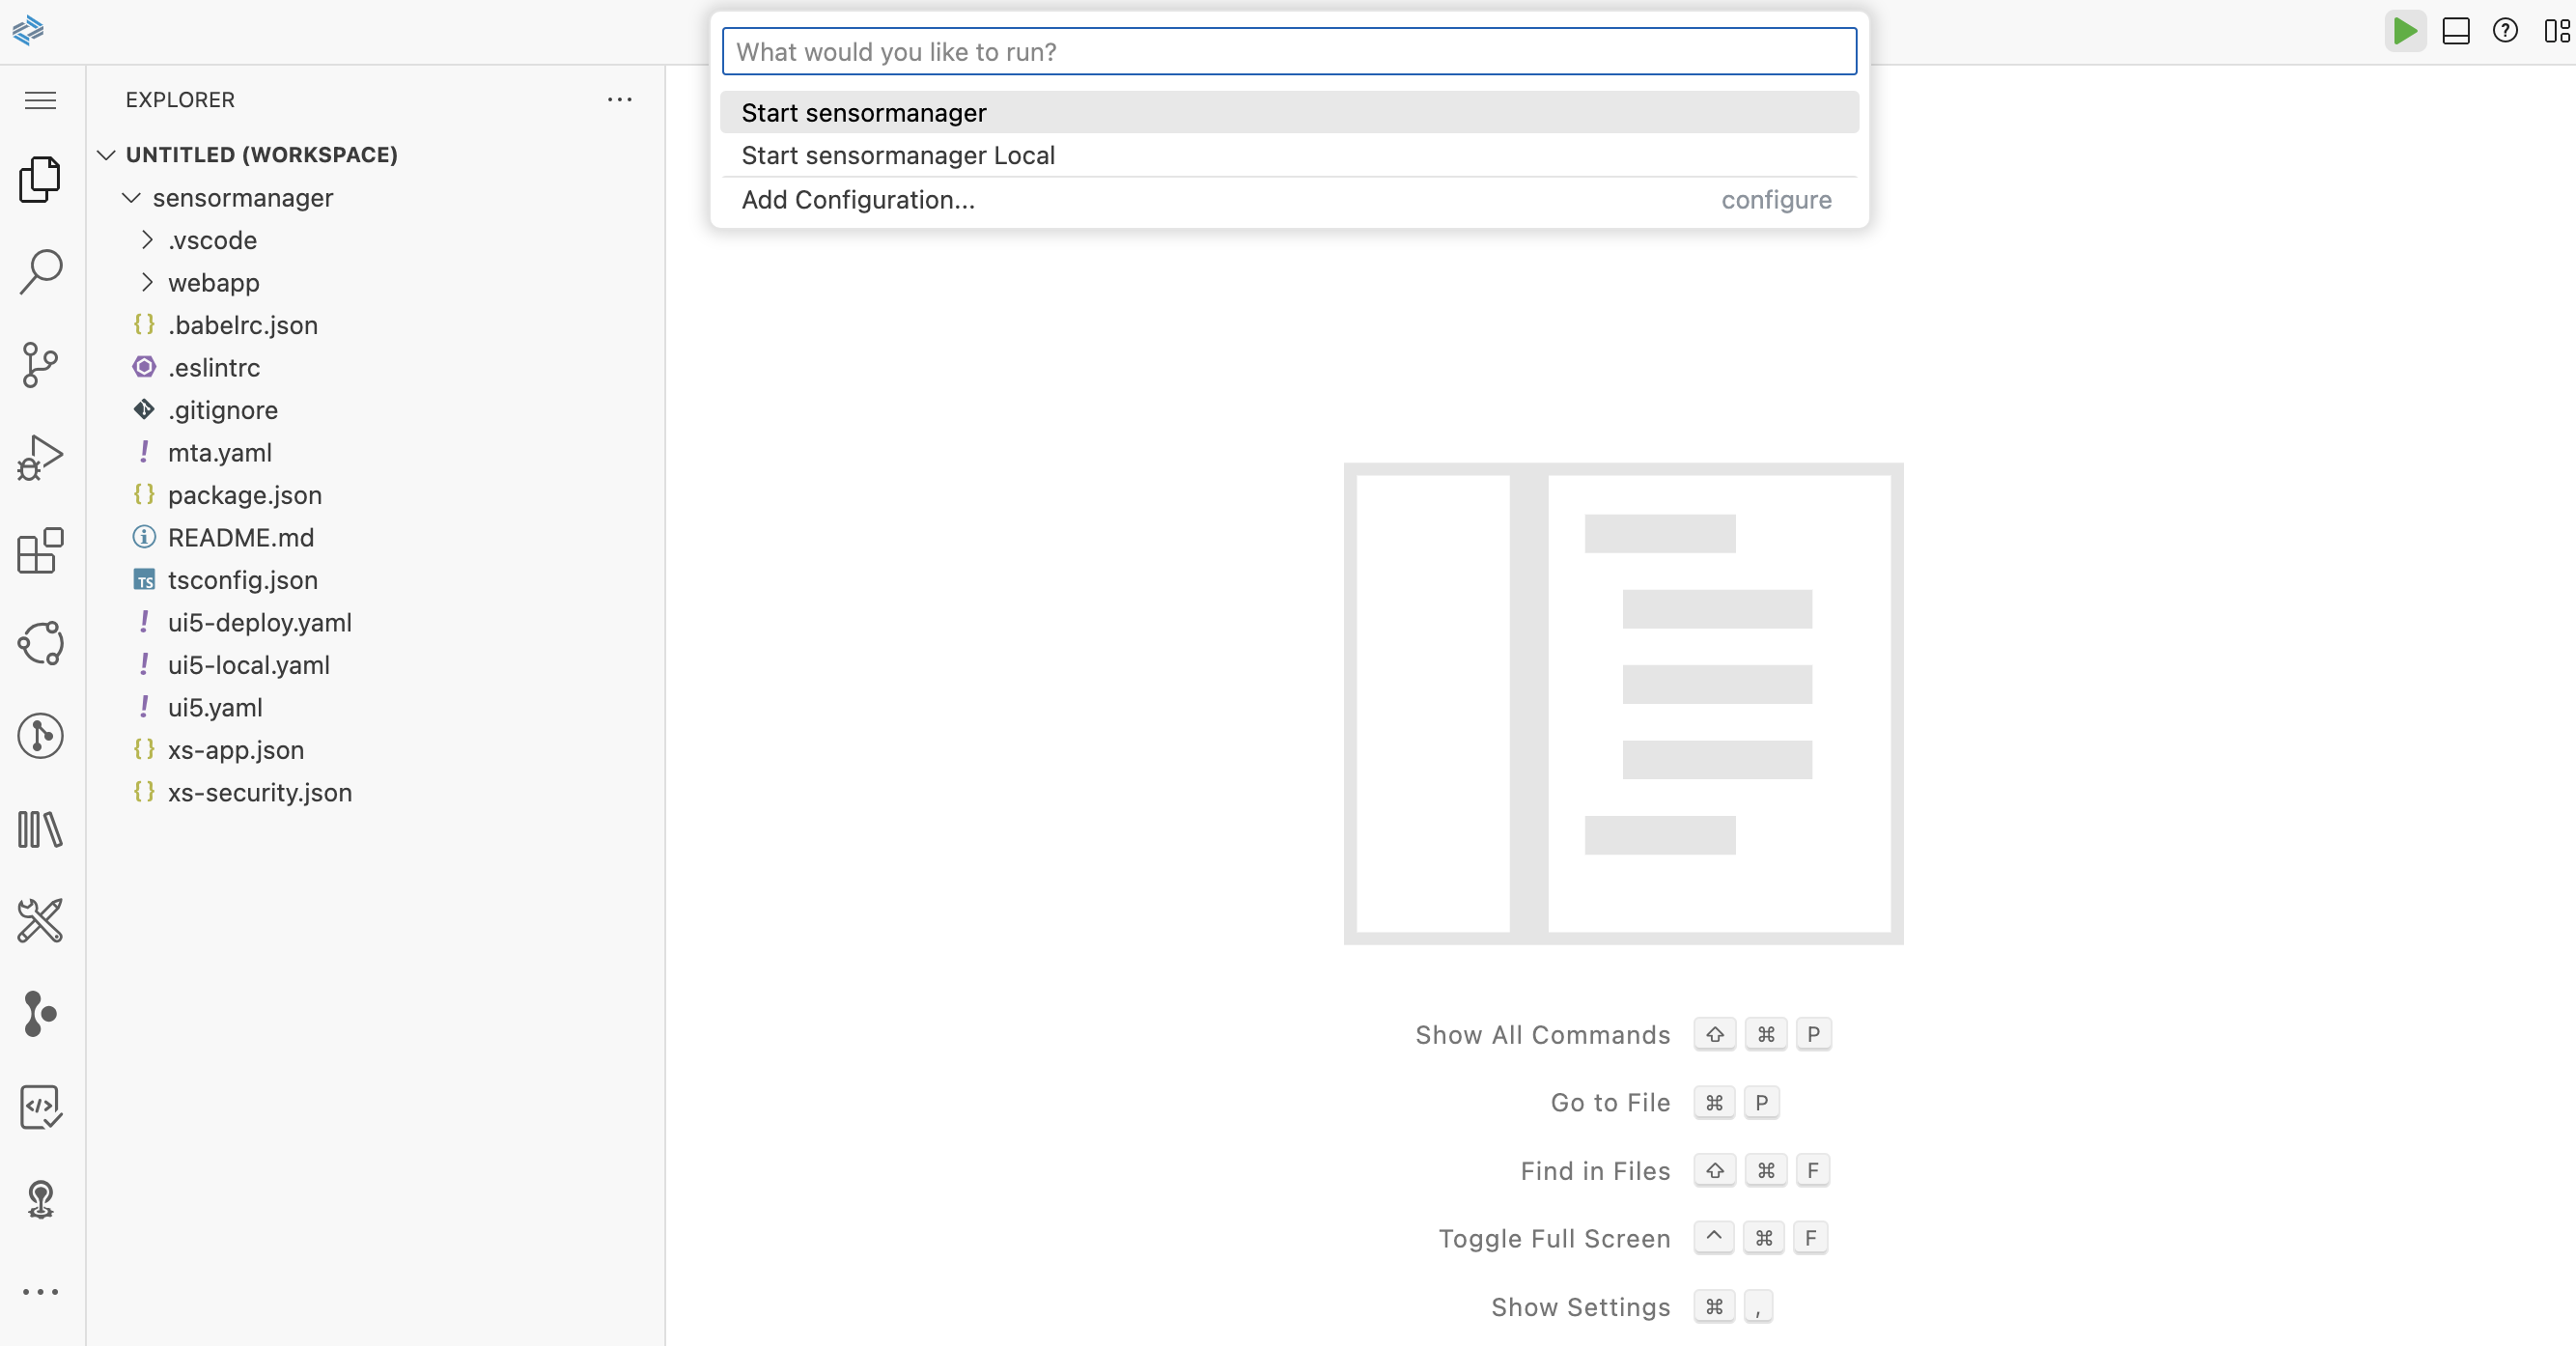 What would you like to run?
Start sensormanager
Start sensormanager Local
Add Configuration... configure
EXPLORER
UNTITLED (WORKSPACE)
sensormanager
.vscode
webapp
.babelrc.json
.eslintrc
.gitignore
mta.yaml
package.json
README.md
tsconfig.json
ui5-deploy.yaml
ui5-local.yaml
ui5.yaml
xs-app.json
xs-security.json
Show All Commands ⇧ ⌘ P
Go to File ⌘ P
Find in Files ⇧ ⌘ F
Toggle Full Screen ^ ⌘ F
Show Settings ⌘ ,